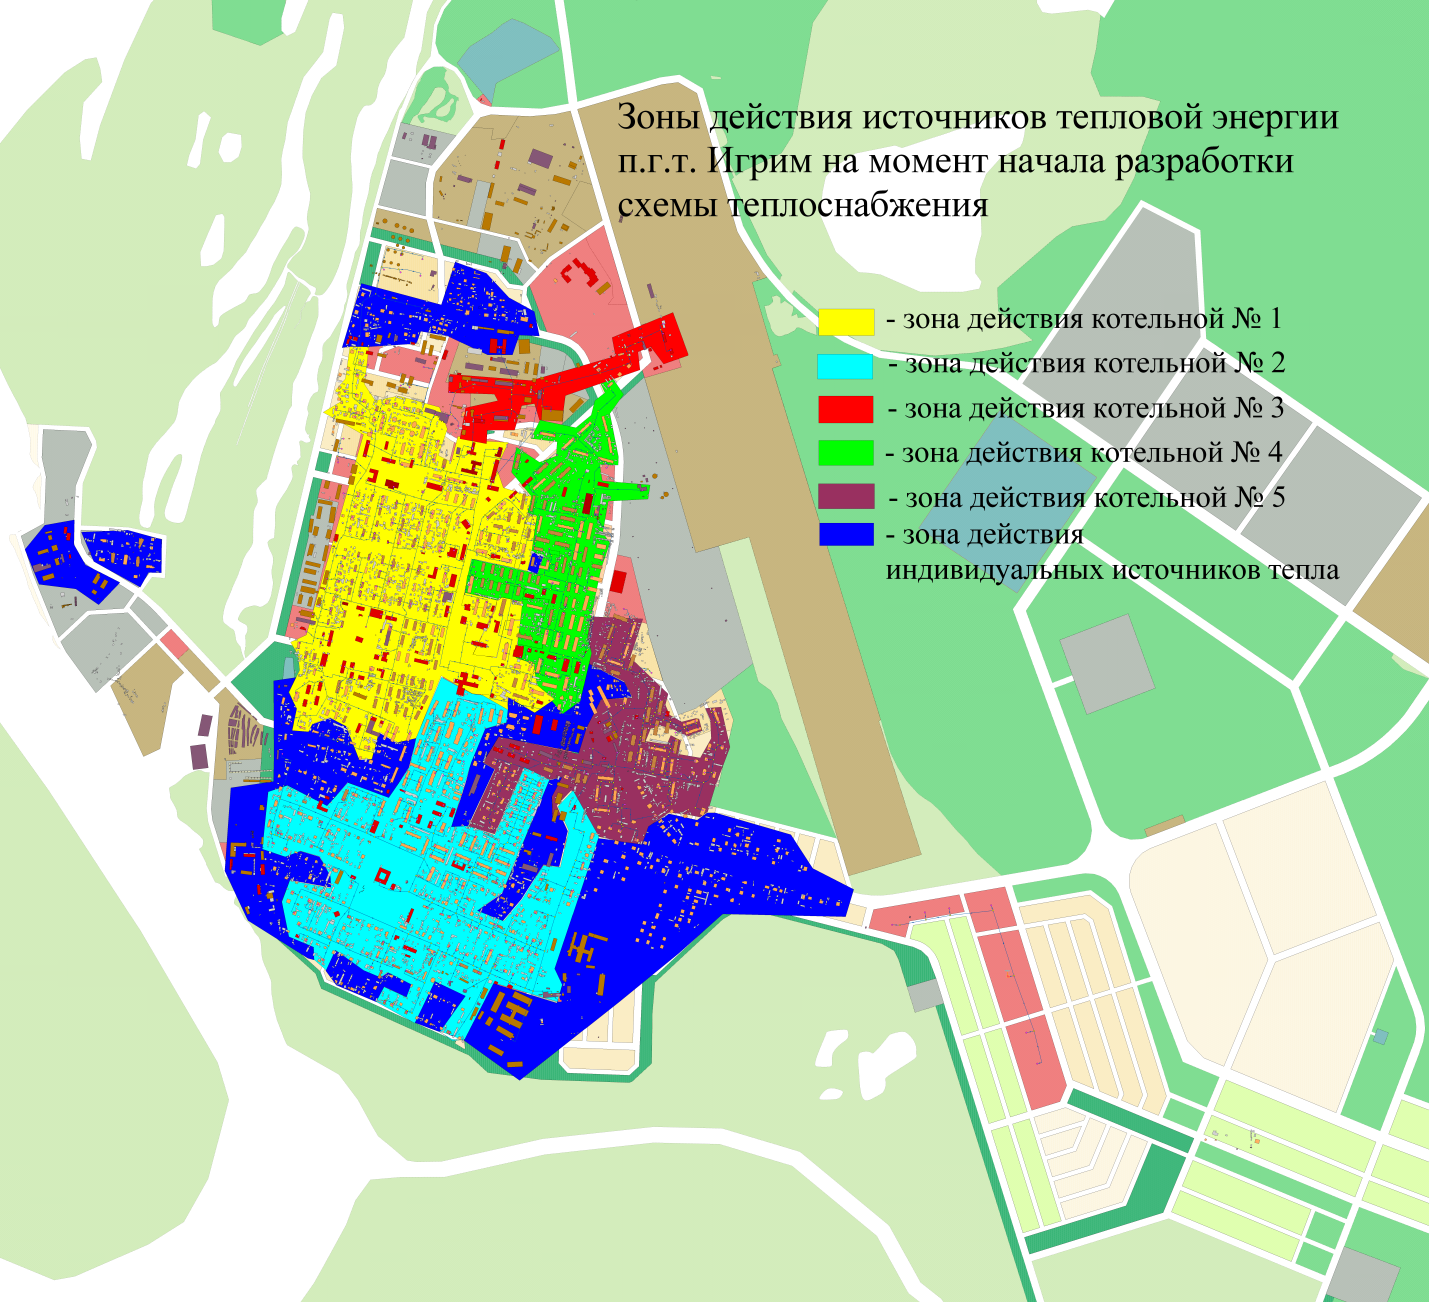 Зоны действия источников тепловой энергии
п.г.т. Игрим на момент начала разработки
схемы теплоснабжения
- зона действия котельной № 1
- зона действия котельной № 2
- зона действия котельной № 3
- зона действия котельной № 4
- зона действия котельной № 5
- зона действия
индивидуальных источников тепла